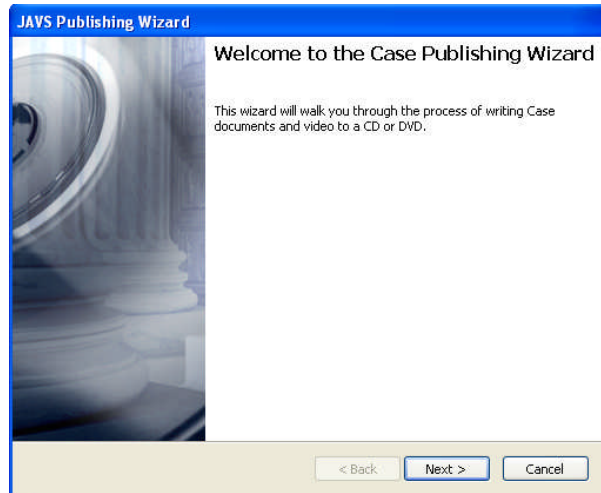 JAVS Publishing Wizard
Welcome to the Case Publishing Wizard
This wizard will walk you through the process of writing Case
documents and video to a CD or DVD.
< Back Next > Cancel